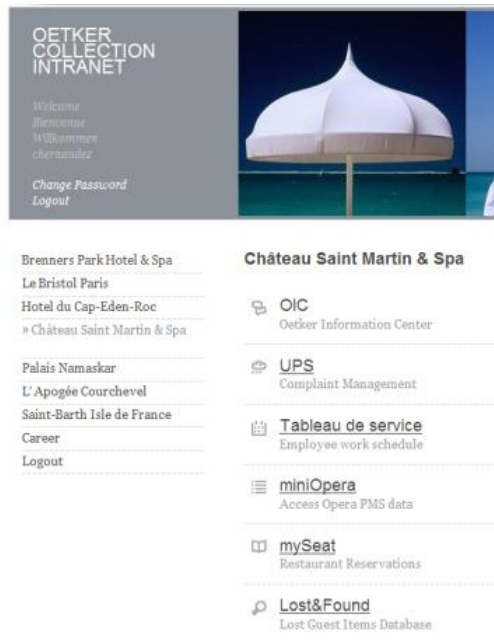 OETKER
COLLECTION
INTRANET
Welcome
Bienvenue
Willkommen
chernandez
Change Password
Logout
Brenners Park Hotel & Spa
Le Bristol Paris
Hotel du Cap-Eden-Roc
» Château Saint Martin & Spa
Palais Namaskar
L' Apogée Courchevel
Saint-Barth Isle de France
Career
Logout
Château Saint Martin & Spa
OIC
Oetker Information Center
UPS
Complaint Management
Tableau de service
Employee work schedule
miniOpera
Access Opera PMS data
mySeat
Restaurant Reservations
Lost&Found
Lost Guest Items Database